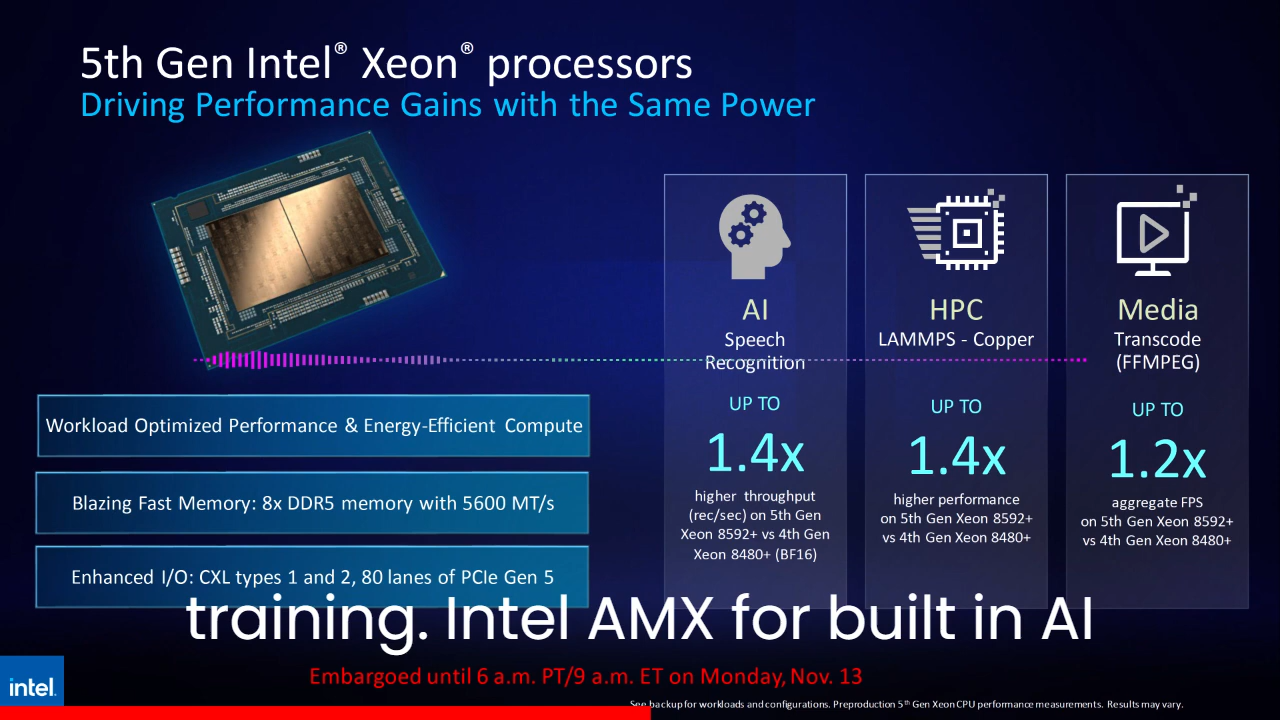 5th Gen Intel® Xeon® processors
Driving Performance Gains with the Same Power
Workload Optimized Performance & Energy-Efficient Compute
Blazing Fast Memory: 8x DDR5 memory with 5600 MT/s
Enhanced I/O: CXL types 1 and 2, 80 lanes of PCIe Gen 5
AI
Speech
Recognition
UP TO
1.4x
higher throughput
(rec/sec) on 5th Gen
Xeon 8592+ vs 4th Gen
Xeon 8480+ (BF16)
HPC
LAMMPS - Copper
UP TO
1.4x
higher performance
on 5th Gen Xeon 8592+
vs 4th Gen Xeon 8480+
Media
Transcode
(FFMPEG)
UP TO
1.2x
aggregate FPS
on 5th Gen Xeon 8592+
vs 4th Gen Xeon 8480+
training. Intel AMX for built in AI
Embargoed until 6 a.m. PT/9 a.m. ET on Monday, Nov. 13
intel.
See backup for workloads and configurations. Preproduction 5th Gen Xeon CPU performance measurements. Results may vary.